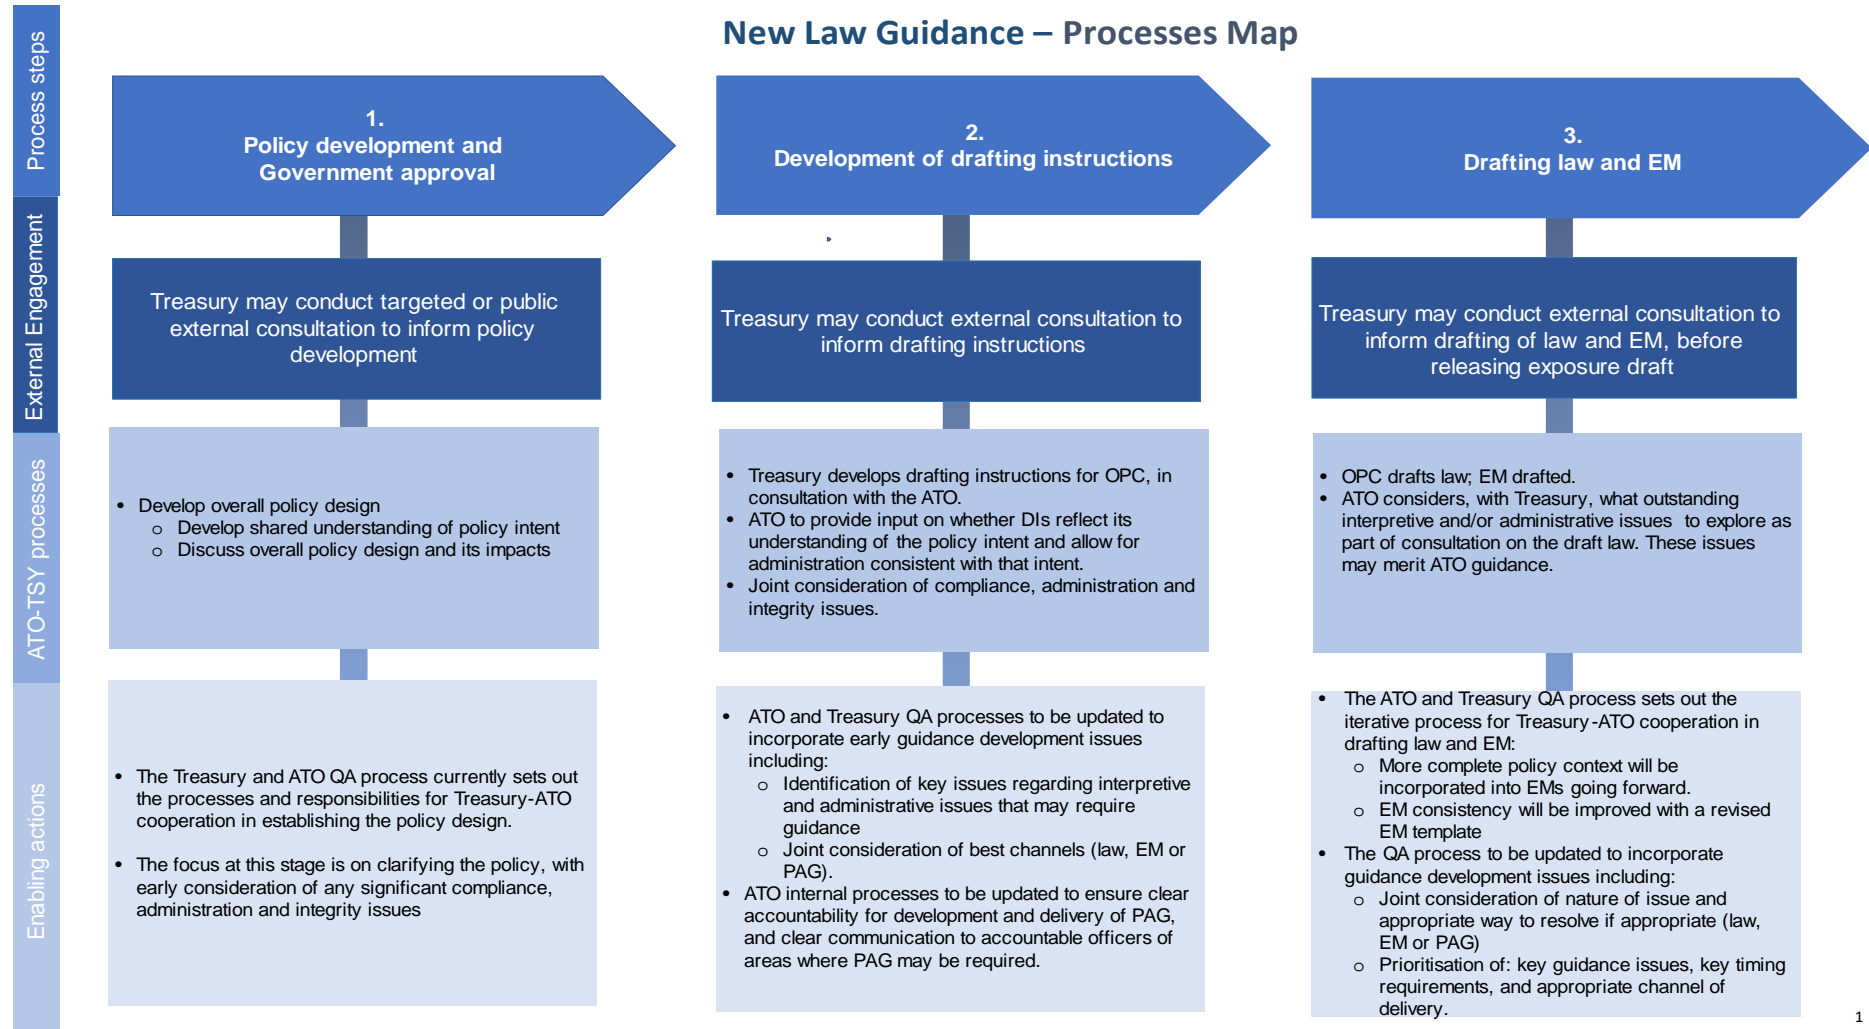 New Law Guidance – Processes Map
Process steps
1.
Policy development and
Government approval
2.
Development of drafting instructions
3.
Drafting law and EM
External Engagement
Treasury may conduct targeted or public
external consultation to inform policy
development
Treasury may conduct external consultation to
inform drafting instructions
Treasury may conduct external consultation to
inform drafting of law and EM, before
releasing exposure draft
ATO-TSY processes
• Develop overall policy design
o Develop shared understanding of policy intent
o Discuss overall policy design and its impacts
• Treasury develops drafting instructions for OPC, in
consultation with the ATO.
• ATO to provide input on whether DIs reflect its
understanding of the policy intent and allow for
administration consistent with that intent.
• Joint consideration of compliance, administration and
integrity issues.
• OPC drafts law; EM drafted.
• ATO considers, with Treasury, what outstanding
interpretive and/or administrative issues to explore as
part of consultation on the draft law. These issues
may merit ATO guidance.
Enabling actions
• The Treasury and ATO QA process currently sets out
the processes and responsibilities for Treasury-ATO
cooperation in establishing the policy design.
• The focus at this stage is on clarifying the policy, with
early consideration of any significant compliance,
administration and integrity issues
• ATO and Treasury QA processes to be updated to
incorporate early guidance development issues
including:
o Identification of key issues regarding interpretive
and administrative issues that may require
guidance
o Joint consideration of best channels (law, EM or
PAG).
• ATO internal processes to be updated to ensure clear
accountability for development and delivery of PAG,
and clear communication to accountable officers of
areas where PAG may be required.
• The ATO and Treasury QA process sets out the
iterative process for Treasury-ATO cooperation in
drafting law and EM:
o More complete policy context will be
incorporated into EMs going forward.
o EM consistency will be improved with a revised
EM template
• The QA process to be updated to incorporate
guidance development issues including:
o Joint consideration of nature of issue and
appropriate way to resolve if appropriate (law,
EM or PAG)
o Prioritisation of: key guidance issues, key timing
requirements, and appropriate channel of
delivery.
1